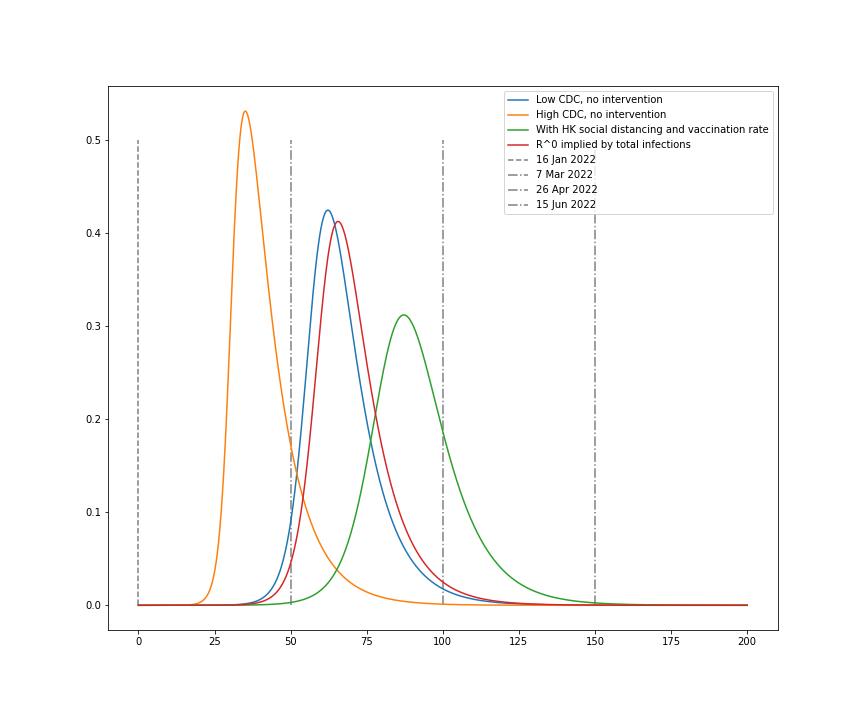 Low CDC, no intervention
High CDC, no intervention
With HK social distancing and vaccination rate
R^0 implied by total infections
16 Jan 2022
7 Mar 2022
26 Apr 2022
15 Jun 2022
0.5
0.4
0.3
0.2
0.1
0.0
0 25 50 75 100 125 150 175 200